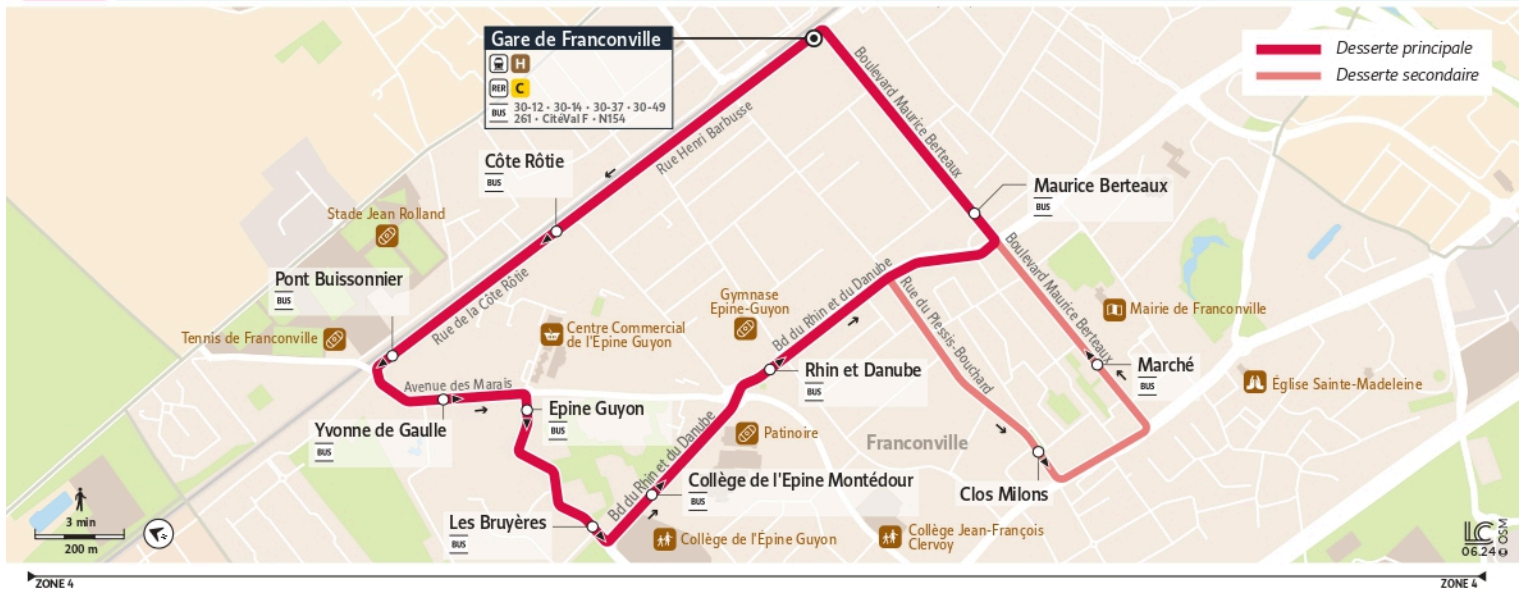 Gare de Franconville
H
RER C
BUS 30-12 • 30-14 • 30-37 • 30-49
261 • CitéVal F • N154
Desserte principale
Desserte secondaire
Boulevard Maurice Berteaux
Rue Henri Barbusse
Côte Rôtie
BUS
Maurice Berteaux
BUS
Stade Jean Rolland
Pont Buissonnier
BUS
Rue de la Côte Rôtie
Boulevard Maurice Berteaux
Bd du Rhin et du Danube
Rue du Plessis-Bouchard
Gymnase
Epine-Guyon
Mairie de Franconville
Tennis de Franconville
Centre Commercial
de l'Epine Guyon
Rhin et Danube
BUS
Marché
BUS
Avenue des Marais
Église Sainte-Madeleine
Yvonne de Gaulle
BUS
Epine Guyon
BUS
Bd du Rhin et du Danube
Patinoire
Franconville
Collège de l'Epine Montédour
BUS
Clos Milons
Les Bruyères
BUS
Collège de l'Épine Guyon
Collège Jean-François
Clervoy
3 min
200 m
LC
06.24 © OSM
ZONE 4
ZONE 4